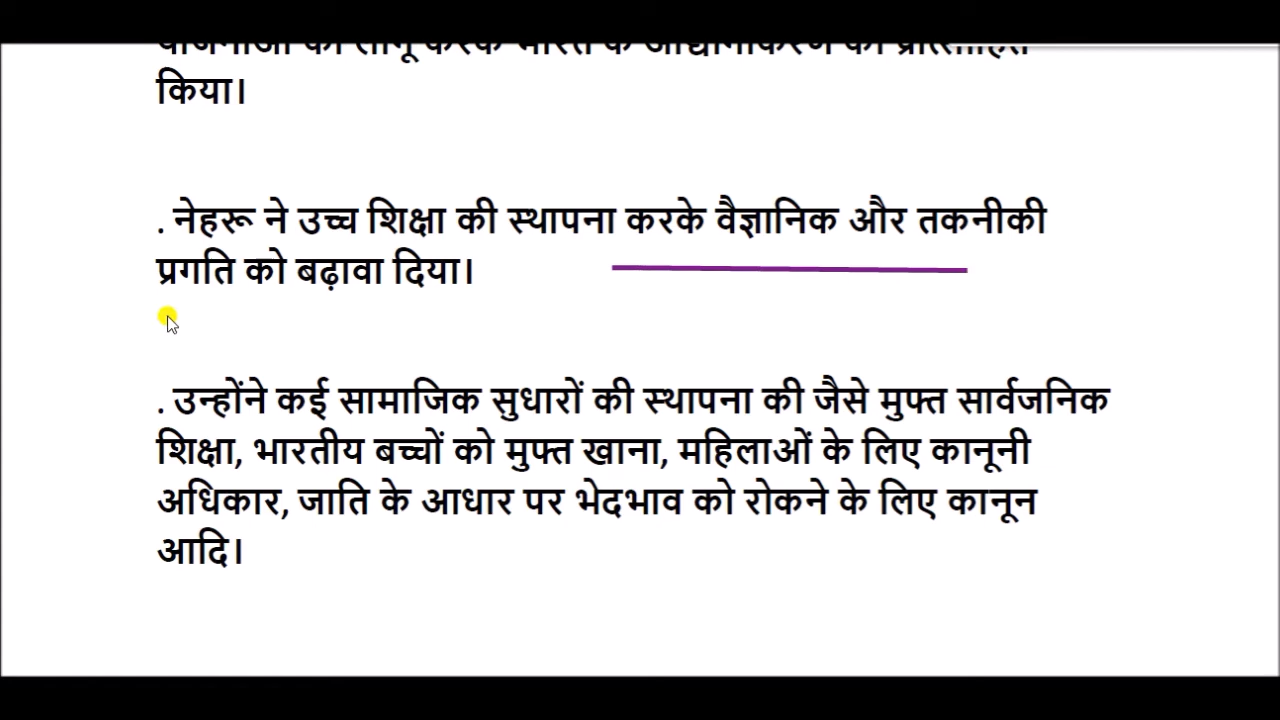 के
किया।
. नेहरू ने उच्च शिक्षा की स्थापना करके वैज्ञानिक और तकनीकी
प्रगति को बढ़ावा दिया।
. उन्होंने कई सामाजिक सुधारों की स्थापना की जैसे मुफ्त सार्वजनिक
शिक्षा, भारतीय बच्चों को मुफ्त खाना, महिलाओं के लिए कानूनी
अधिकार, जाति के आधार पर भेदभाव को रोकने के लिए कानून
आदि।